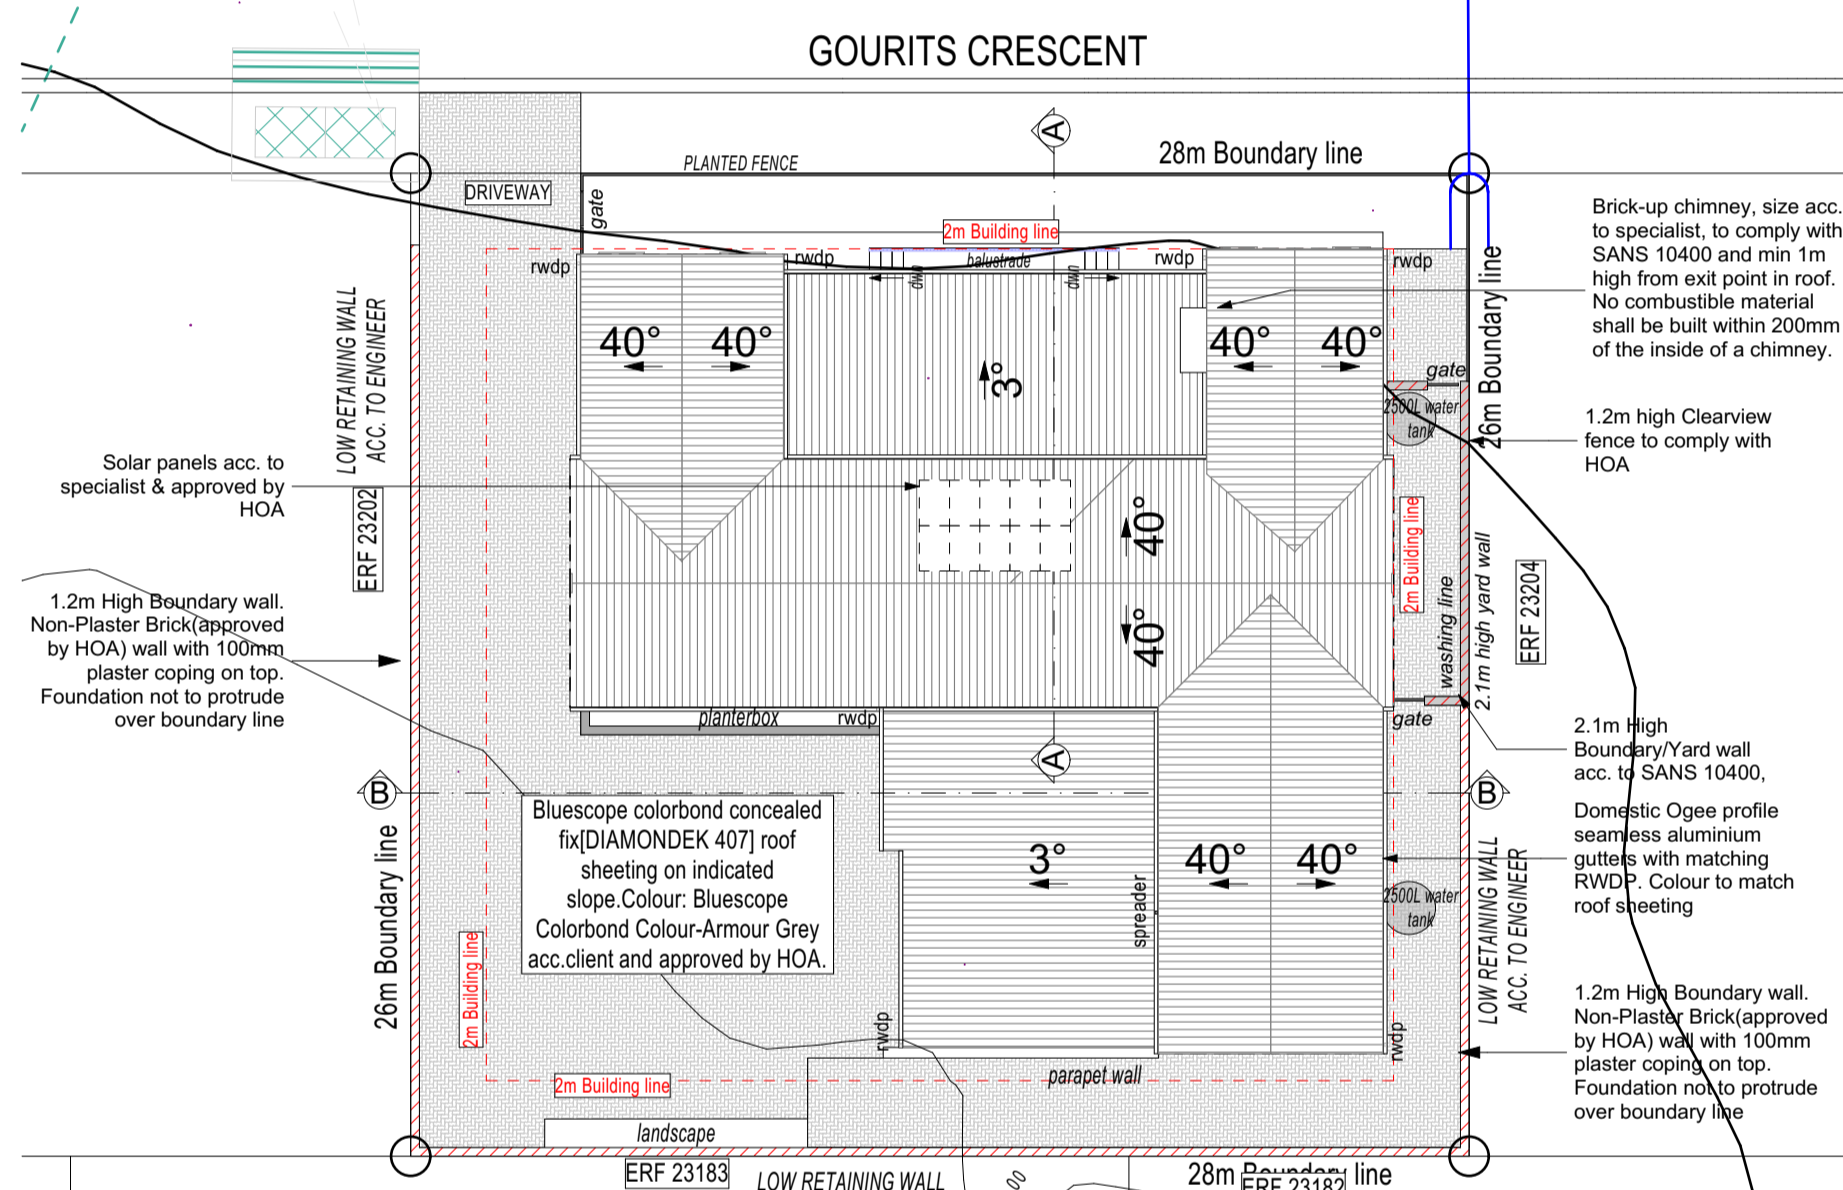 GOURITS CRESCENT
28m Boundary line
PLANTED FENCE
DRIVEWAY
gate
2m Building line
balustrade
rwdp
rwdp
rwdp
rwdp
dwn
dwn
Brick-up chimney, size acc.
to specialist, to comply with
SANS 10400 and min 1m
high from exit point in roof.
No combustible material
shall be built within 200mm
of the inside of a chimney.
A
LOW RETAINING WALL
ACC. TO ENGINEER
40°
40°
3°
40°
40°
26m Boundary line
gate
2500L water
tank
1.2m high Clearview
fence to comply with
HOA
Solar panels acc. to
specialist & approved by
HOA
ERF 23202
40°
40°
2m Building line
washing line
2.1m high yard wall
ERF 23204
1.2m High Boundary wall.
Non-Plaster Brick(approved
by HOA) wall with 100mm
plaster coping on top.
Foundation not to protrude
over boundary line
planterbox
rwdp
gate
2.1m High
Boundary/Yard wall
acc. to SANS 10400,
A
B
B
Bluescope colorbond concealed
fix[DIAMONDEK 407] roof
sheeting on indicated
slope.Colour: Bluescope
Colorbond Colour-Armour Grey
acc.client and approved by HOA.
Domestic Ogee profile
seamless aluminium
gutters with matching
RWDP. Colour to match
roof sheeting
3°
40°
40°
spreader
2500L water
tank
26m Boundary line
2m Building line
LOW RETAINING WALL
ACC. TO ENGINEER
rwdp
rwdp
1.2m High Boundary wall.
Non-Plaster Brick(approved
by HOA) wall with 100mm
plaster coping on top.
Foundation not to protrude
over boundary line
2m Building line
parapet wall
landscape
ERF 23183
LOW RETAINING WALL
00
28m Boundary line
ERF 23182